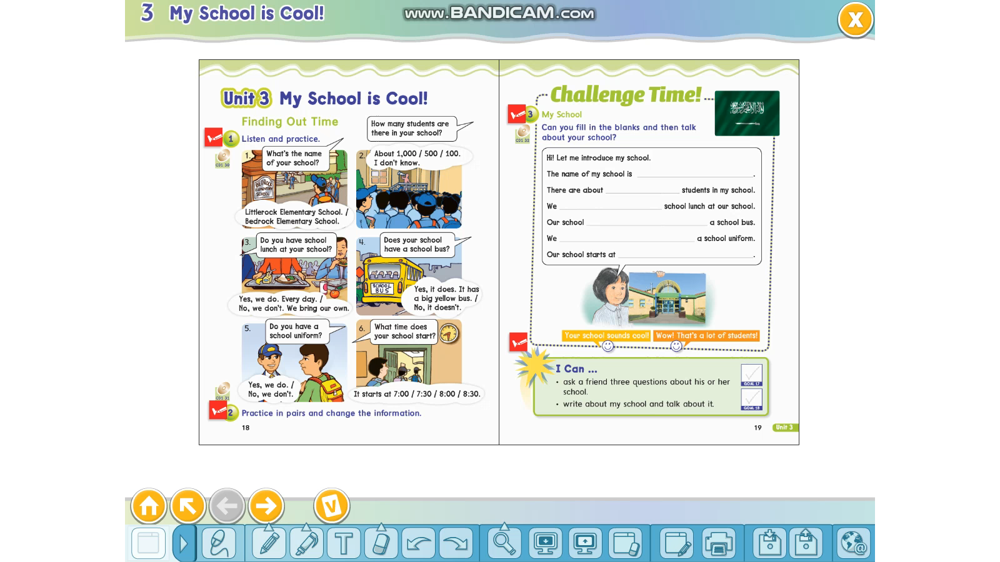 3 My School is Cool!
www.BANDICAM.com
X
Unit 3 My School is Cool!
Finding Out Time
1 Listen and practice.
CD1 30
1.
What's the name
of your school?
BEDROCK
ELEMENTARY
SCHOOL
Littlerock Elementary School. /
Bedrock Elementary School.
How many students are
there in your school?
2.
About 1,000 / 500 / 100.
I don't know.
3.
Do you have school
lunch at your school?
Yes, we do. Every day. /
No, we don't. We bring our own.
4.
Does your school
have a school bus?
SCHOOL
BUS
Yes, it does. It has
a big yellow bus. /
No, it doesn't.
5.
Do you have a
school uniform?
Yes, we do. /
No, we don't.
6.
What time does
your school start?
It starts at 7:00 / 7:30 / 8:00 / 8:30.
CD1 31
2 Practice in pairs and change the information.
18
Challenge Time!
3 My School
CD1 32
Can you fill in the blanks and then talk
about your school?
Hi! Let me introduce my school.
The name of my school is ____.
There are about ____ students in my school.
We ____ school lunch at our school.
Our school ____ a school bus.
We ____ a school uniform.
Our school starts at ____.
Your school sounds cool!
Wow! That's a lot of students!
I Can ...
• ask a friend three questions about his or her
school.
GOAL 17
• write about my school and talk about it.
GOAL 18
19
Unit 3
V
T
@